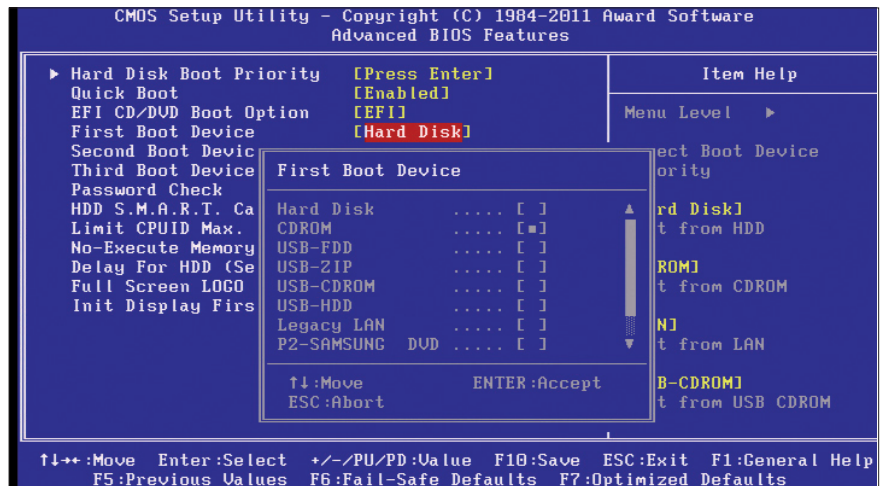 CMOS Setup Utility - Copyright (C) 1984-2011 Award Software
Advanced BIOS Features
▶ Hard Disk Boot Priority [Press Enter]
Quick Boot [Enabled]
EFI CD/DVD Boot Option [EFI]
First Boot Device [Hard Disk]
Second Boot Devic
Third Boot Device
Password Check
HDD S.M.A.R.T. Ca
Limit CPUID Max.
No-Execute Memory
Delay For HDD (Se
Full Screen LOGO
Init Display Firs
First Boot Device
Hard Disk ..... [ ]
CDROM ..... [■]
USB-FDD ..... [ ]
USB-ZIP ..... [ ]
USB-CDROM ..... [ ]
USB-HDD ..... [ ]
Legacy LAN ..... [ ]
P2-SAMSUNG DVD ..... [ ]
↑↓:Move ENTER:Accept
ESC:Abort
Item Help
Menu Level ▶
ect Boot Device
ority
rd Disk]
t from HDD
ROM]
t from CDROM
N]
t from LAN
B-CDROM]
t from USB CDROM
↑↓→←:Move Enter:Select +/-/PU/PD:Value F10:Save ESC:Exit F1:General Help
F5:Previous Values F6:Fail-Safe Defaults F7:Optimized Defaults